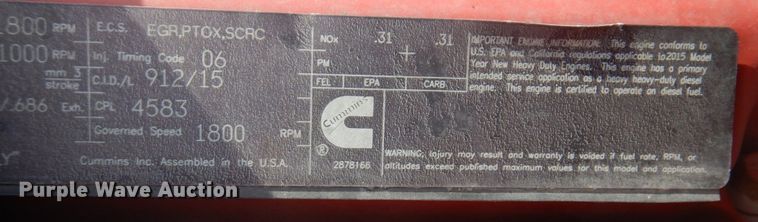 1800 RPM
1000 RPM
mm 3
stroke
.686 Exh.
E.C.S. EGR,PTOX,SCRC
Inj. Timing Code 06
C.I.D./L 912/15
CPL 4583
Governed Speed 1800 RPM
Cummins Inc. Assembled in the U.S.A.
NOx .31 + .31
PM
FEL EPA CARB
Cummins
®
2878166
IMPORTANT ENGINE INFORMATION: This engine conforms to
U.S. EPA and California regulations applicable to2015 Model
Year New Heavy Duty Engines. This engine has a primary
intended service application as a heavy heavy-duty diesel
engine. This engine is certified to operate on diesel fuel.
WARNING: Injury may result and warranty is voided if fuel rate, RPM, or
altitudes exceed published maximum values for this model and application.
Purple Wave Auction